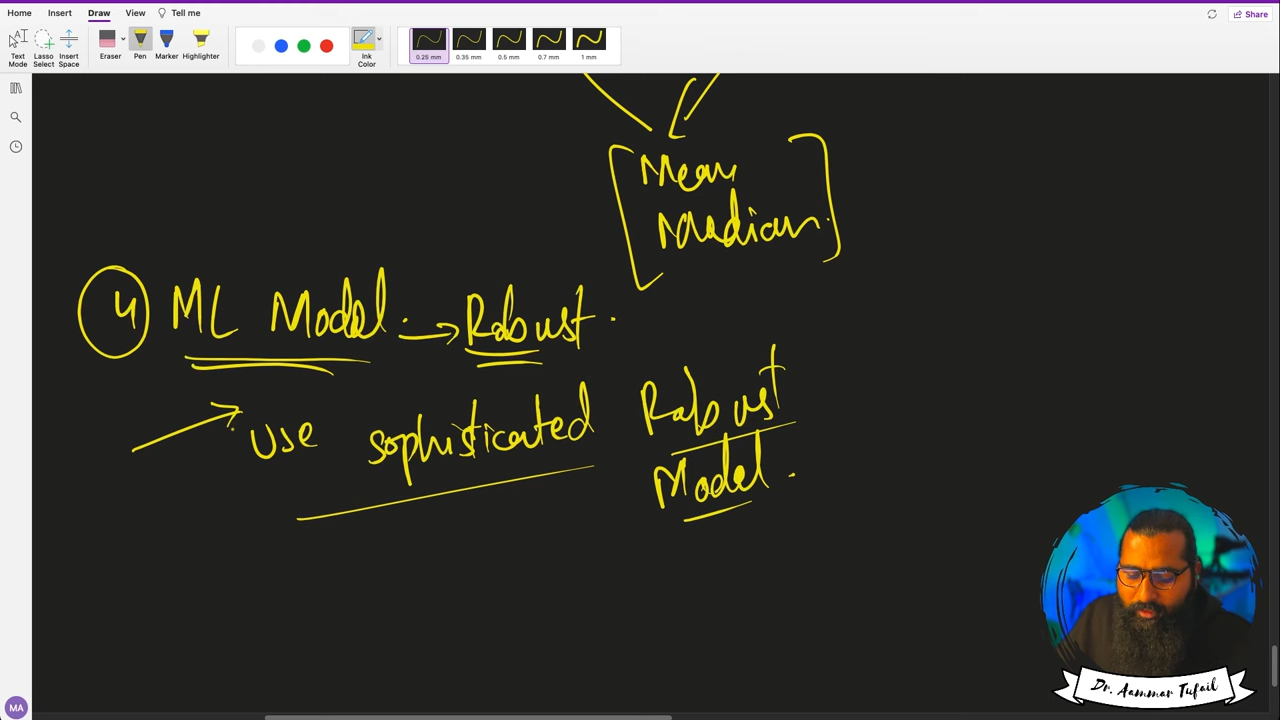 Home Insert Draw View Tell me
Share
Text Mode
Lasso Select
Insert Space
Eraser
Pen
Marker
Highlighter
Ink Color
0.25 mm
0.35 mm
0.5 mm
0.7 mm
1 mm
Mean
Median
4 ML Model. → Robust.
→ Use sophisticated Robust
Model.
MA
Dr. Aammar Tufail